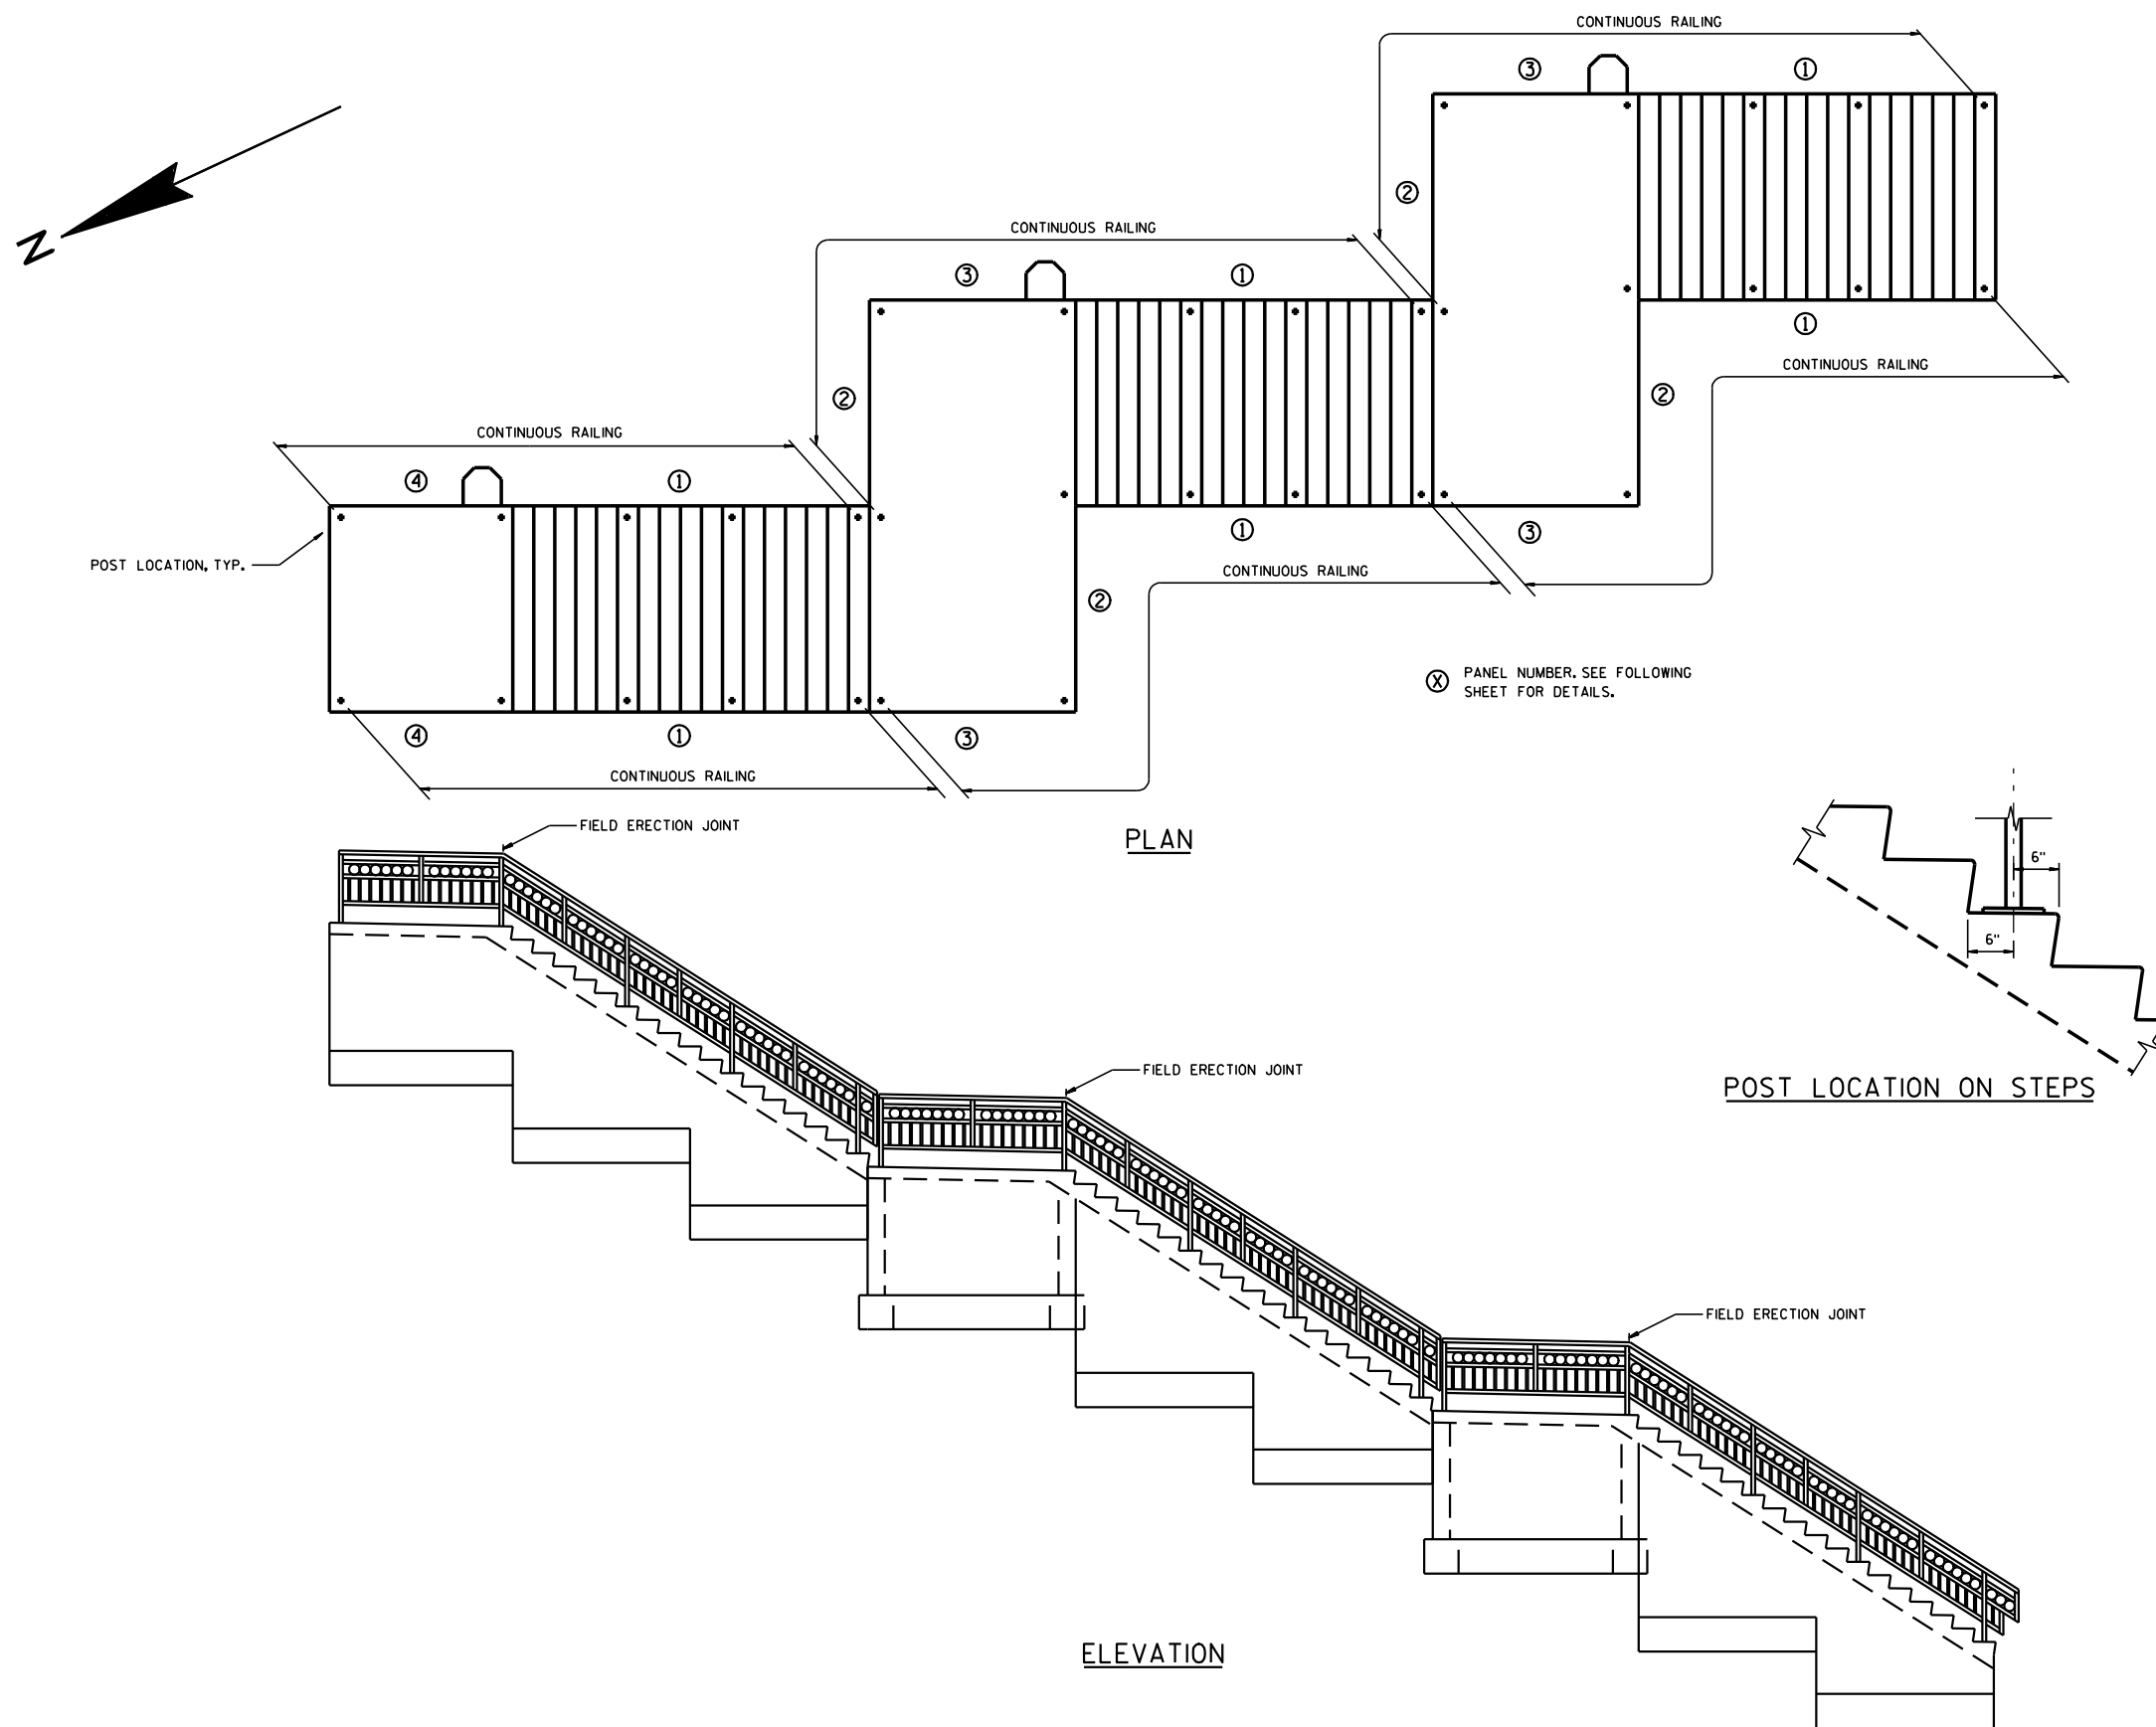 CONTINUOUS RAILING
3
1
N
2
CONTINUOUS RAILING
3
1
1
CONTINUOUS RAILING
2
2
CONTINUOUS RAILING
4
1
1
3
POST LOCATION, TYP.
CONTINUOUS RAILING
2
X PANEL NUMBER. SEE FOLLOWING
SHEET FOR DETAILS.
4
1
3
CONTINUOUS RAILING
FIELD ERECTION JOINT
PLAN
6"
6"
FIELD ERECTION JOINT
POST LOCATION ON STEPS
FIELD ERECTION JOINT
ELEVATION